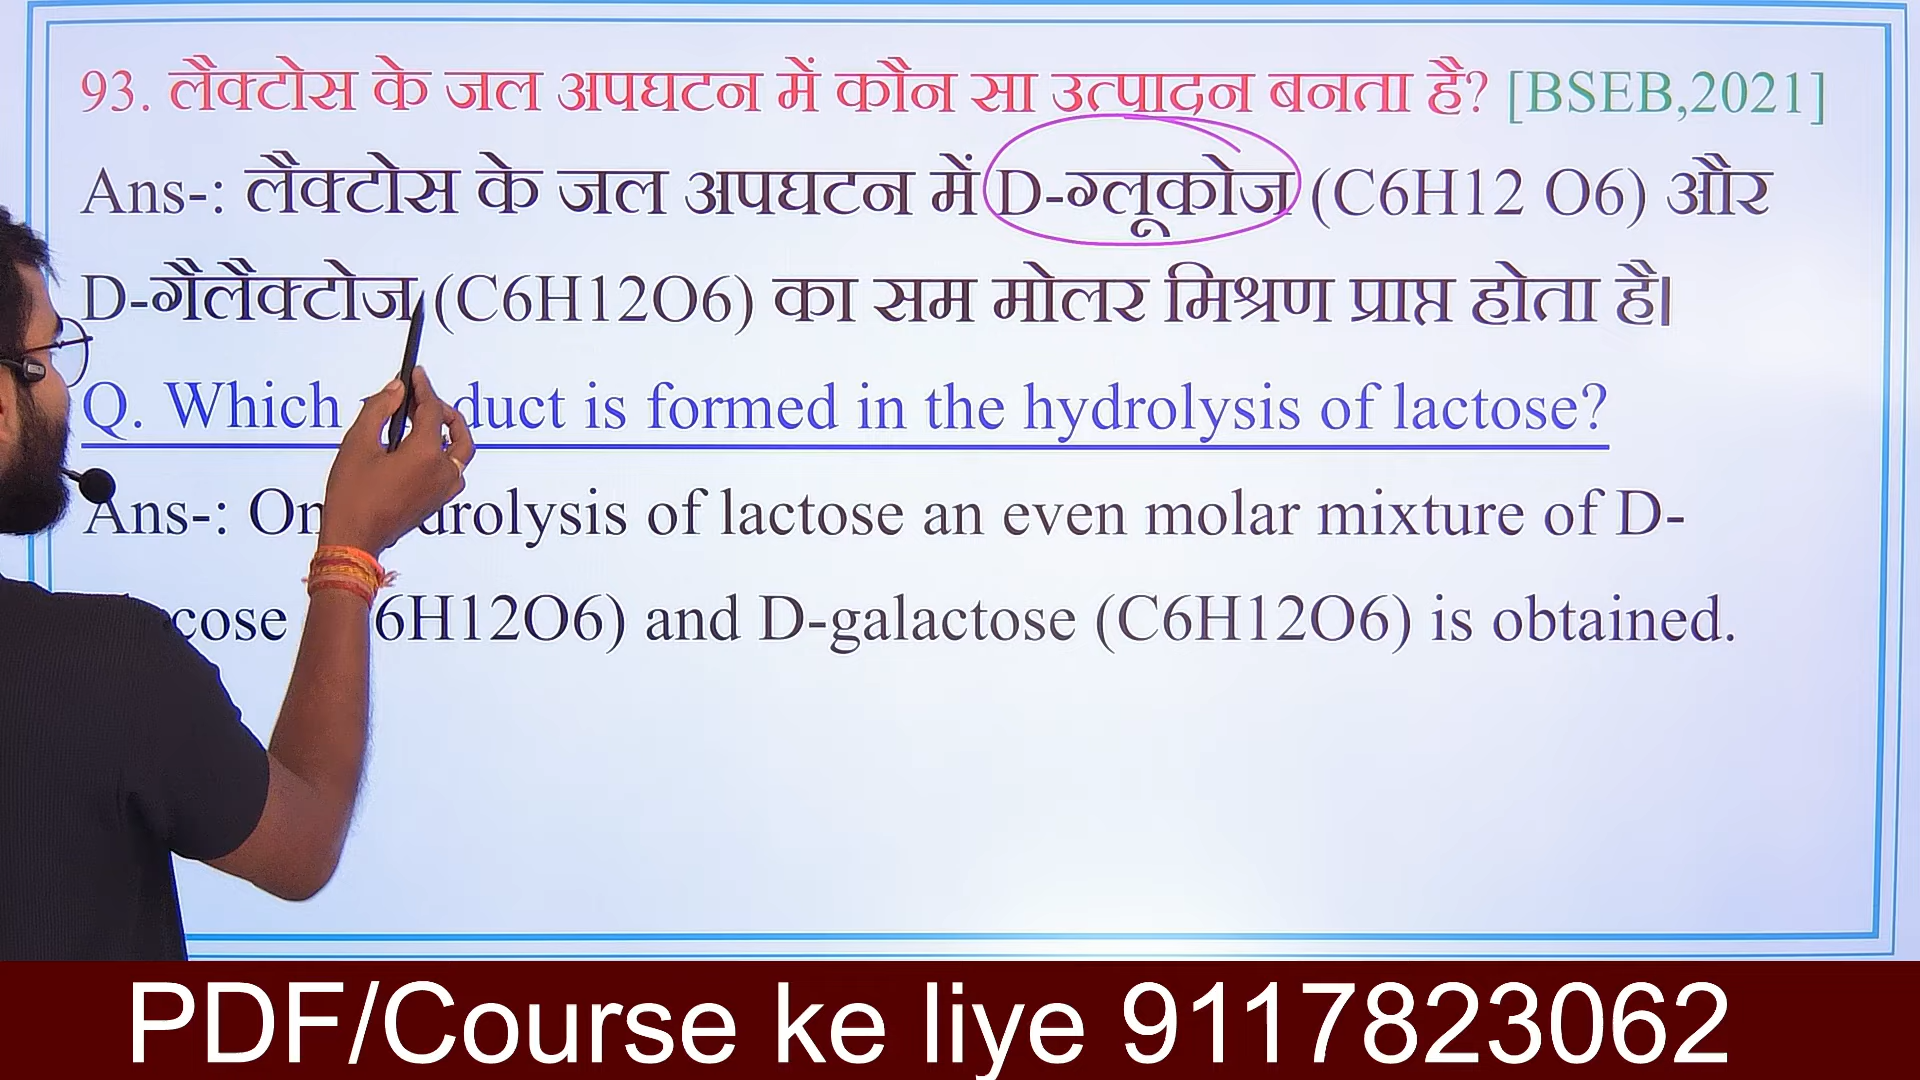 93. लैक्टोस के जल अपघटन में कौन सा उत्पादन बनता है? [BSEB,2021]
Ans-: लैक्टोस के जल अपघटन में D-ग्लूकोज (C6H12 O6) और
D-गैलैक्टोज (C6H12O6) का सम मोलर मिश्रण प्राप्त होता है।
Q. Which duct is formed in the hydrolysis of lactose?
Ans-: On drolysis of lactose an even molar mixture of D-
cose 6H12O6) and D-galactose (C6H12O6) is obtained.
PDF/Course ke liye 9117823062